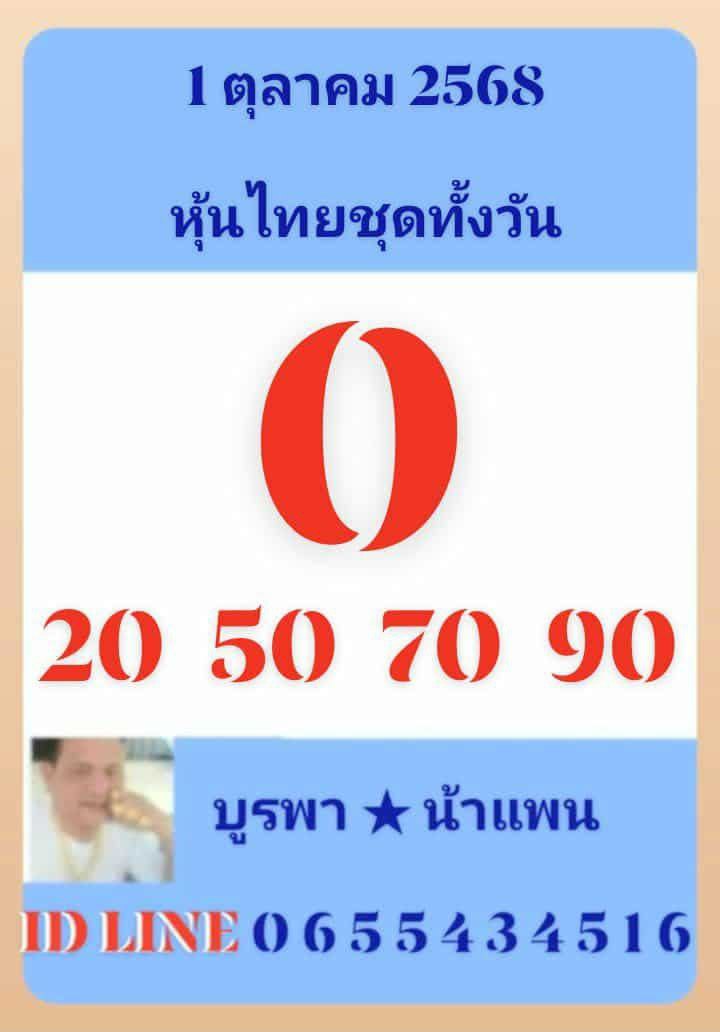 1 ตุลาคม 2568
หุ้นไทยชุดทั้งวัน
0
20 50 70 90
บูรพา ★ น้าแพน
ID LINE 0655434516